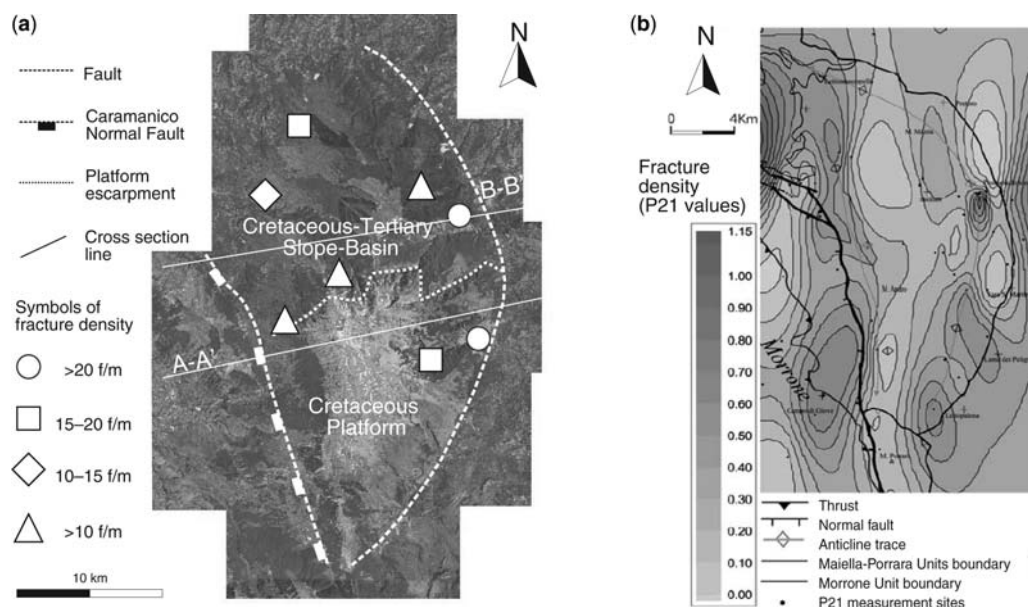 (a)
N
Fault
Caramanico
Normal Fault
Platform
escarpment
Cross section
line
Symbols of
fracture density
>20 f/m
15–20 f/m
10–15 f/m
>10 f/m
10 km
B-B'
Cretaceous-Tertiary
Slope-Basin
A-A'
Cretaceous
Platform
(b)
N
0 4Km
Fracture
density
(P21 values)
1.15
1.00
0.80
0.70
0.60
0.50
0.40
0.30
0.20
0.10
0.00
Morrone
Thrust
Normal fault
Anticline trace
Maiella-Porrara Units boundary
Morrone Unit boundary
P21 measurement sites